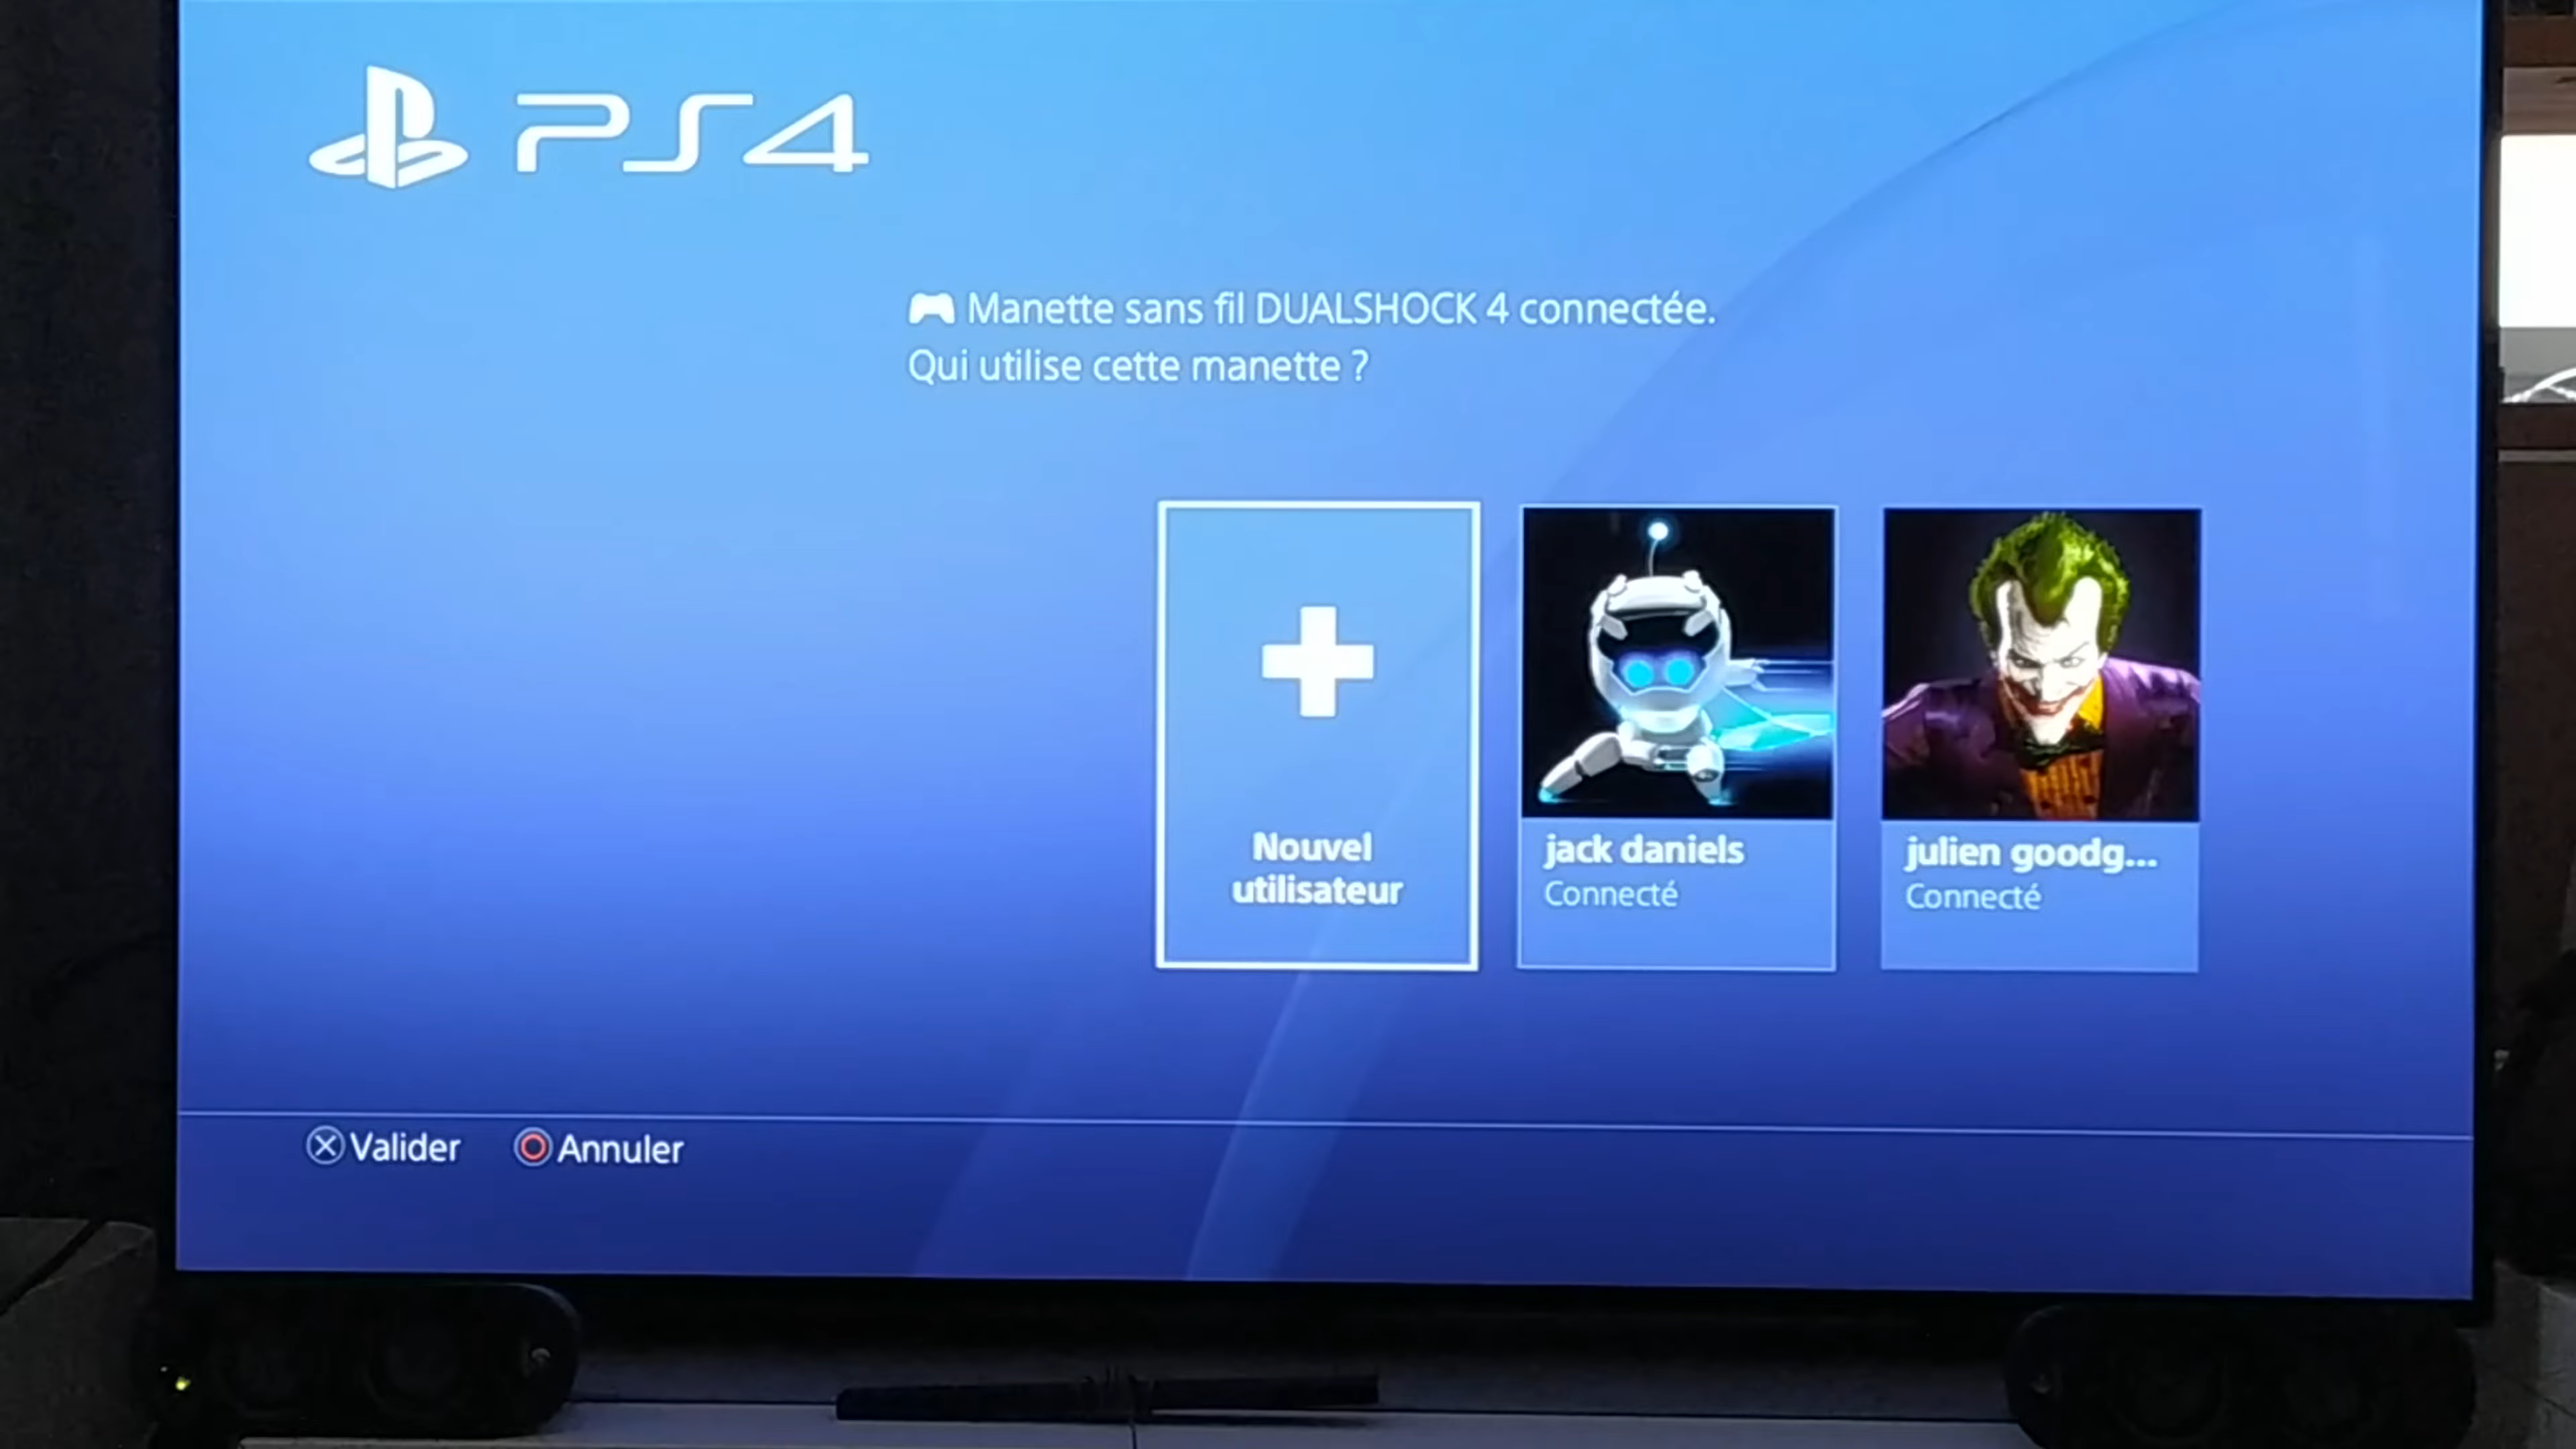 PS4
Manette sans fil DUALSHOCK 4 connectée.
Qui utilise cette manette ?
Nouvel
utilisateur
jack daniels
Connecté
julien goodg...
Connecté
Valider Annuler